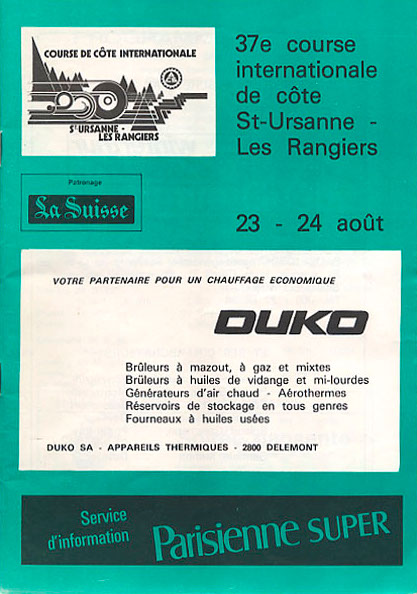 COURSE DE CÔTE INTERNATIONALE
ST URSANNE -
LES RANGIERS
37e course
internationale
de côte
St-Ursanne -
Les Rangiers
Patronage
La Suisse
23 - 24 août
VOTRE PARTENAIRE POUR UN CHAUFFAGE ECONOMIQUE
DUKO
Brûleurs à mazout, à gaz et mixtes
Brüleurs à huiles de vidange et mi-lourdes
Générateurs d'air chaud - Aérothermes
Réservoirs de stockage en tous genres
Fourneaux à huiles usées
DUKO SA - APPAREILS THERMIQUES - 2800 DELEMONT
Service
d'information
Parisienne SUPER